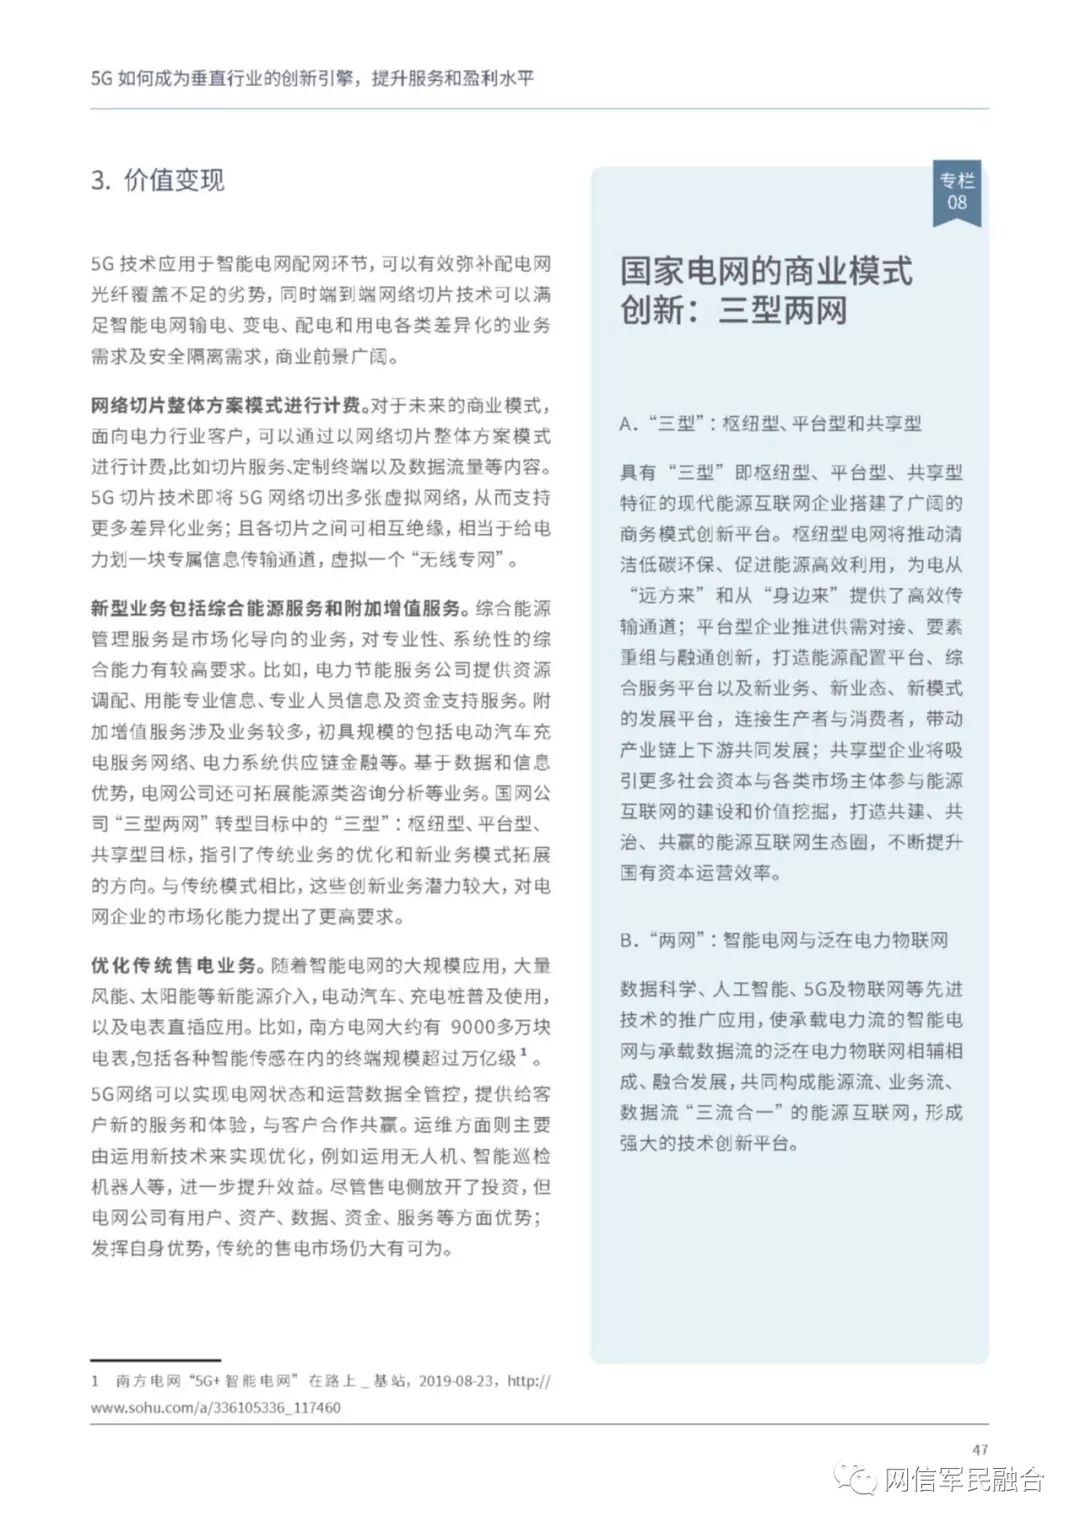 5G 如何成为垂直行业的创新引擎，提升服务和盈利水平
3. 价值变现
5G 技术应用于智能电网配网环节，可以有效弥补配电网
光纤覆盖不足的劣势，同时端到端网络切片技术可以满
足智能电网输电、变电、配电和用电各类差异化的业务
需求及安全隔离需求，商业前景广阔。
网络切片整体方案模式进行计费。对于未来的商业模式，
面向电力行业客户，可以通过以网络切片整体方案模式
进行计费，比如切片服务、定制终端以及数据流量等内容。
5G 切片技术即将 5G 网络切出多张虚拟网络，从而支持
更多差异化业务；且各切片之间可相互绝缘，相当于给电
力划一块专属信息传输通道，虚拟一个“无线专网”。
新型业务包括综合能源服务和附加增值服务。综合能源
管理服务是市场化导向的业务，对专业性、系统性的综
合能力有较高要求。比如，电力节能服务公司提供资源
调配、用能专业信息、专业人员信息及资金支持服务。附
加增值服务涉及业务较多，初具规模的包括电动汽车充
电服务网络、电力系统供应链金融等。基于数据和信息
优势，电网公司还可拓展能源类咨询分析等业务。国网公
司“三型两网”转型目标中的“三型”：枢纽型、平台型、
共享型目标，指引了传统业务的优化和新业务模式拓展
的方向。与传统模式相比，这些创新业务潜力较大，对电
网企业的市场化能力提出了更高要求。
优化传统售电业务。随着智能电网的大规模应用，大量
风能、太阳能等新能源介入，电动汽车、充电桩普及使用，
以及电表直插应用。比如，南方电网大约有 9000多万块
电表，包括各种智能传感在内的终端规模超过万亿级1 。
5G网络可以实现电网状态和运营数据全管控，提供给客
户新的服务和体验，与客户合作共赢。运维方面则主要
由运用新技术来实现优化，例如运用无人机、智能巡检
机器人等，进一步提升效益。尽管售电侧放开了投资，但
电网公司有用户、资产、数据、资金、服务等方面优势；
发挥自身优势，传统的售电市场仍大有可为。
1 南方电网“5G+智能电网”在路上 _ 基站，2019-08-23，http://
www.sohu.com/a/336105336_117460
专栏
08
国家电网的商业模式
创新：三型两网
A. “三型”：枢纽型、平台型和共享型
具有“三型”即枢纽型、平台型、共享型
特征的现代能源互联网企业搭建了广阔的
商务模式创新平台。枢纽型电网将推动清
洁低碳环保、促进能源高效利用，为电从
“远方来”和从“身边来”提供了高效传
输通道；平台型企业推进供需对接、要素
重组与融通创新，打造能源配置平台、综
合服务平台以及新业务、新业态、新模式
的发展平台，连接生产者与消费者，带动
产业链上下游共同发展；共享型企业将吸
引更多社会资本与各类市场主体参与能源
互联网的建设和价值挖掘，打造共建、共
治、共赢的能源互联网生态圈，不断提升
国有资本运营效率。
B. “两网”：智能电网与泛在电力物联网
数据科学、人工智能、5G及物联网等先进
技术的推广应用，使承载电力流的智能电
网与承载数据流的泛在电力物联网相辅相
成、融合发展，共同构成能源流、业务流、
数据流“三流合一”的能源互联网，形成
强大的技术创新平台。
47
网信军民融合